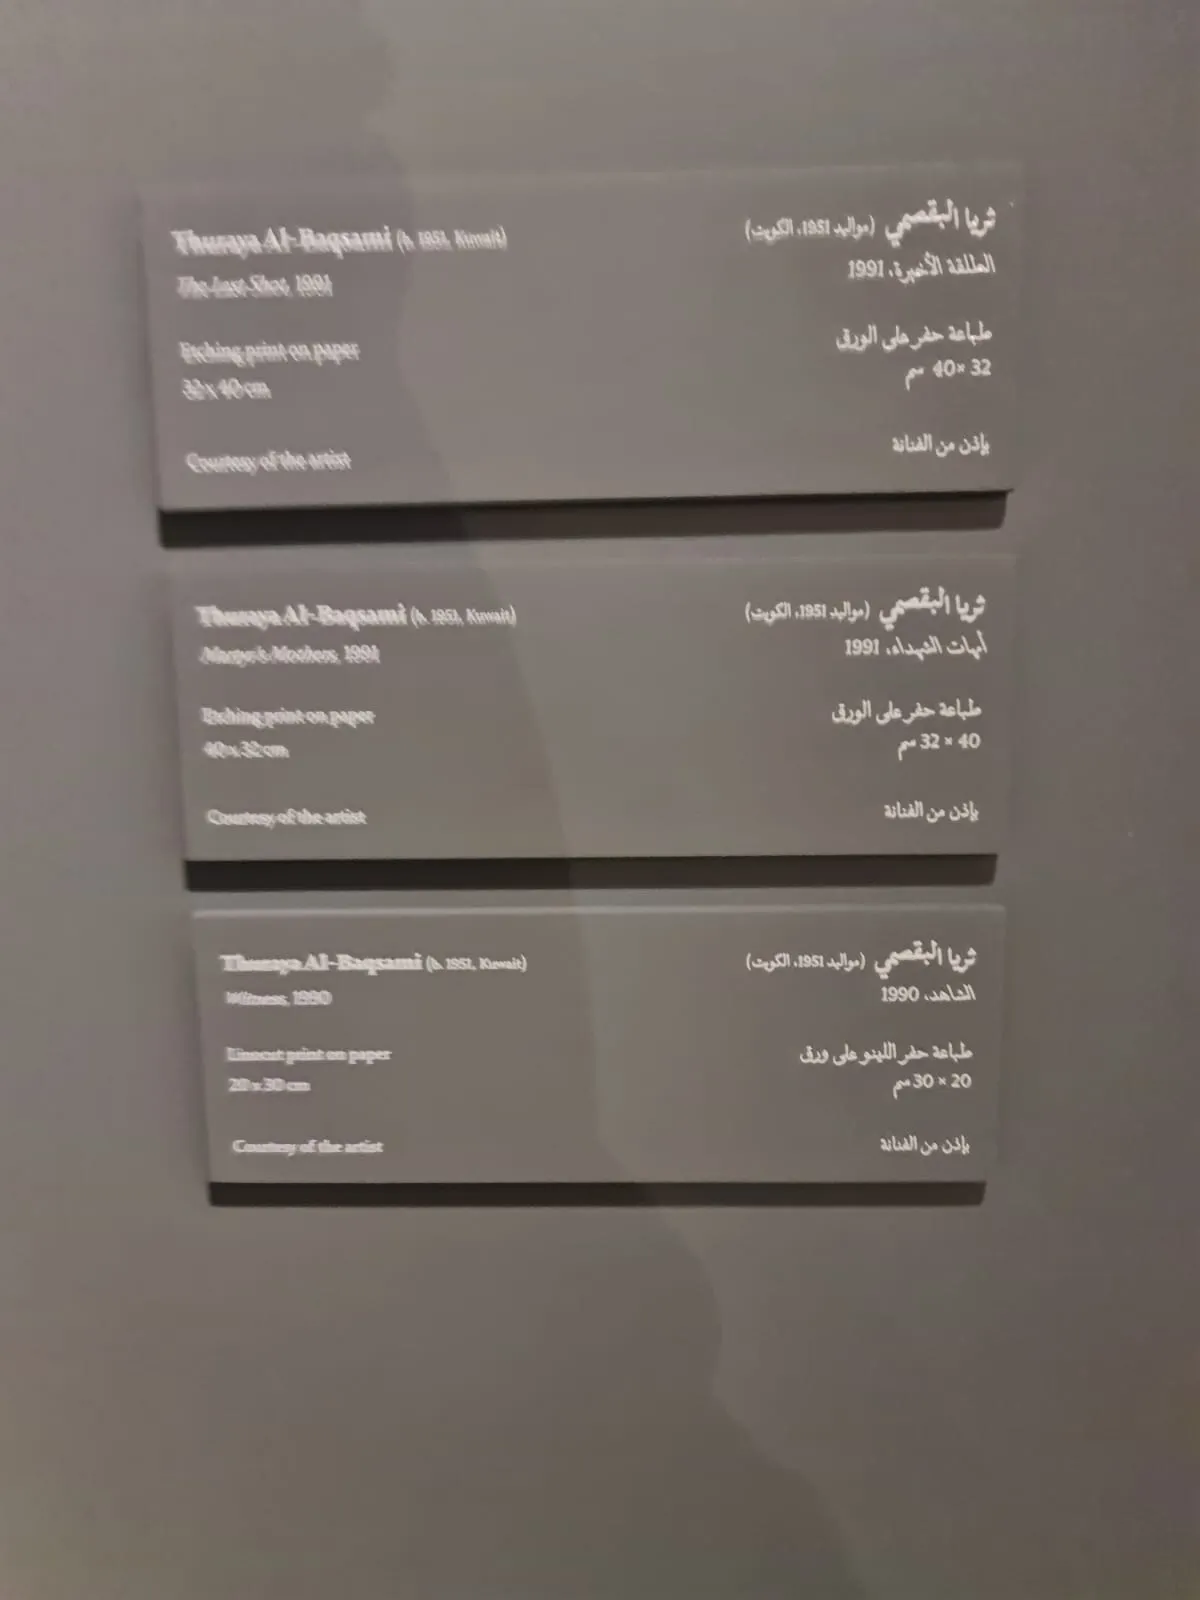 Thuraya Al-Baqsami (b. 1951, Kuwait)
The Last Shot, 1991
Etching print on paper
32 x 40 cm
Courtesy of the artist
ثريا البقصمي (مواليد 1951، الكويت)
الطلقة الأخيرة، 1991
طباعة حفر على الورق
32 × 40 سم
بإذن من الفنانة
Thuraya Al-Baqsami (b. 1951, Kuwait)
Martyr's Mothers, 1991
Etching print on paper
40 x 32 cm
Courtesy of the artist
ثريا البقصمي (مواليد 1951، الكويت)
أمهات الشهداء، 1991
طباعة حفر على الورق
40 × 32 سم
بإذن من الفنانة
Thuraya Al-Baqsami (b. 1951, Kuwait)
Witness, 1990
Linocut print on paper
20 x 30 cm
Courtesy of the artist
ثريا البقصمي (مواليد 1951، الكويت)
الشاهد، 1990
طباعة حفر اللينو على ورق
20 × 30 سم
بإذن من الفنانة